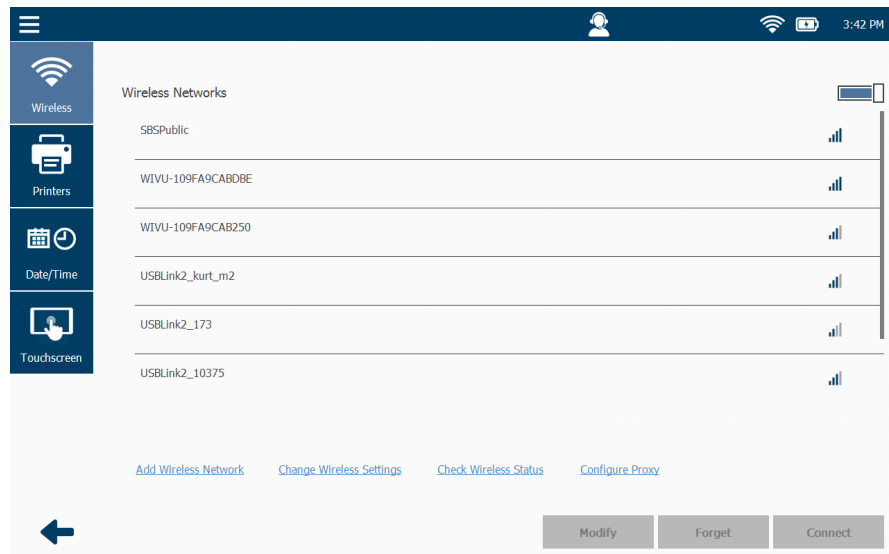 3:42 PM
Wireless
Wireless Networks
SBSPublic
WIVU-109FA9CABDBE
WIVU-109FA9CAB250
USBLink2_kurt_m2
USBLink2_173
USBLink2_10375
Printers
Date/Time
Touchscreen
Add Wireless Network Change Wireless Settings Check Wireless Status Configure Proxy
Modify Forget Connect